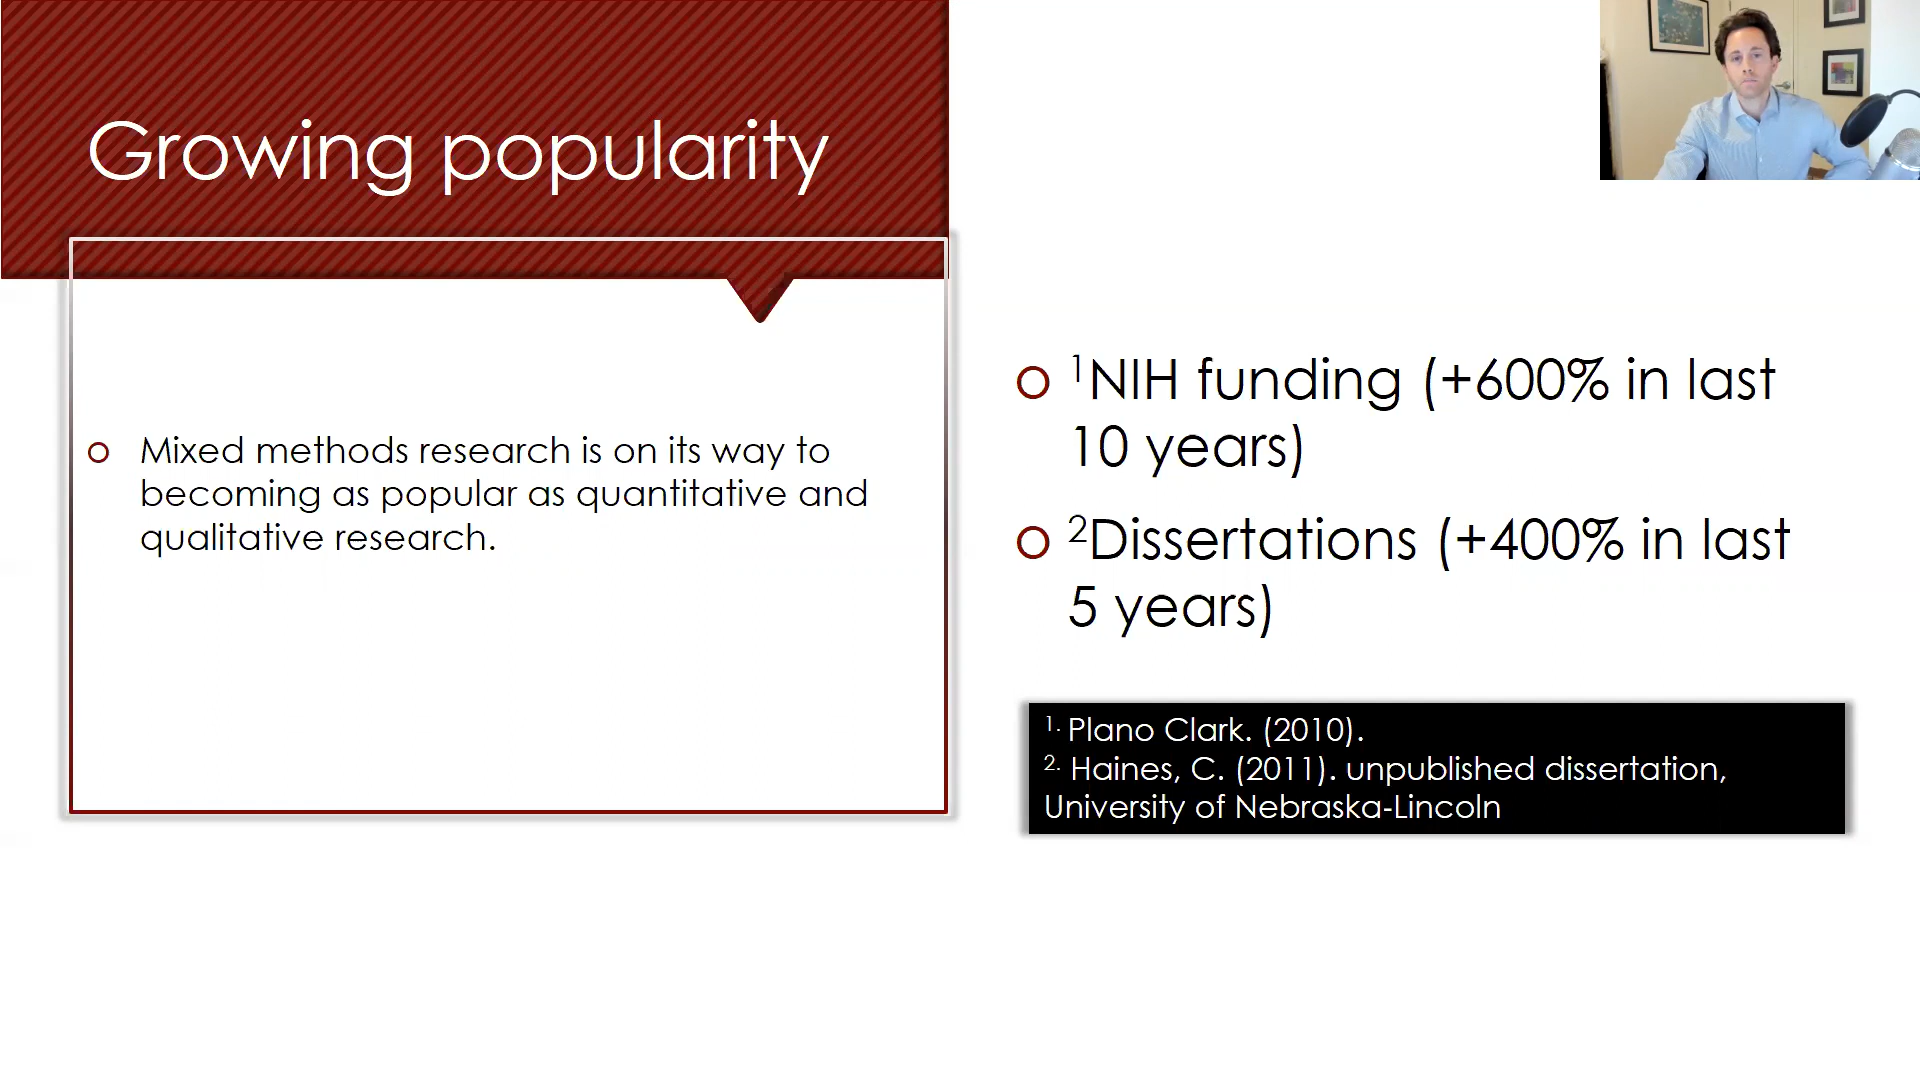 Growing popularity
Mixed methods research is on its way to
becoming as popular as quantitative and
qualitative research.
¹NIH funding (+600% in last
10 years)
²Dissertations (+400% in last
5 years)
¹· Plano Clark. (2010).
²· Haines, C. (2011). unpublished dissertation,
University of Nebraska-Lincoln